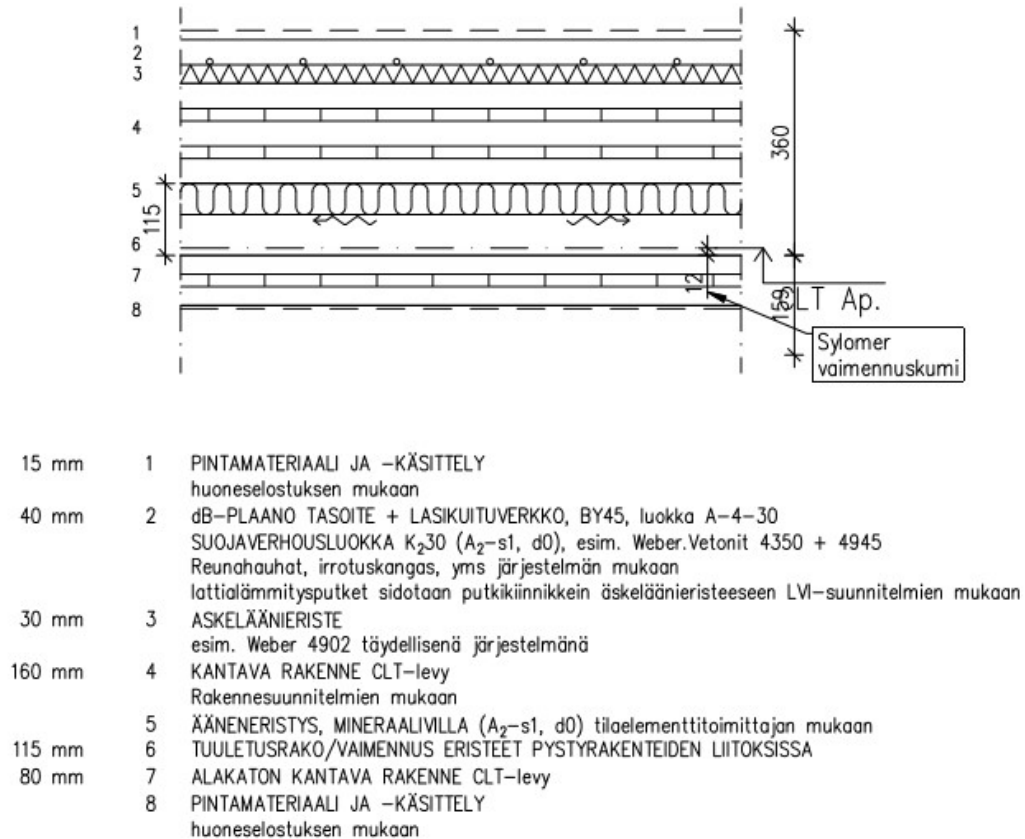 1
2
3
4
5
6
7
8
115
360
12
159
CLT Ap.
Sylomer
vaimennuskumi
15 mm 1 PINTAMATERIAALI JA -KÄSITTELY
huoneselostuksen mukaan
40 mm 2 dB-PLAANO TASOITE + LASIKUITUVERKKO, BY45, luokka A-4-30
SUOJAVERHOUSLUOKKA K₂30 (A₂-s1, d0), esim. Weber.Vetonit 4350 + 4945
Reunahauhat, irrotuskangas, yms järjestelmän mukaan
lattialämmitysputket sidotaan putkikiinnikkein äskelääneristeeseen LVI-suunnitelmien mukaan
30 mm 3 ASKELÄÄNIERISTE
esim. Weber 4902 täydellisenä järjestelmänä
160 mm 4 KANTAVA RAKENNE CLT-levy
Rakennesuunnitelmien mukaan
5 ÄÄNENERISTYS, MINERAALIVILLA (A₂-s1, d0) tilaelementtitoimittajan mukaan
115 mm 6 TUULETUSRAKO/VAIMENNUS ERISTEET PYSTYRAKENTEIDEN LIITOKSISSA
80 mm 7 ALAKATON KANTAVA RAKENNE CLT-levy
8 PINTAMATERIAALI JA -KÄSITTELY
huoneselostuksen mukaan